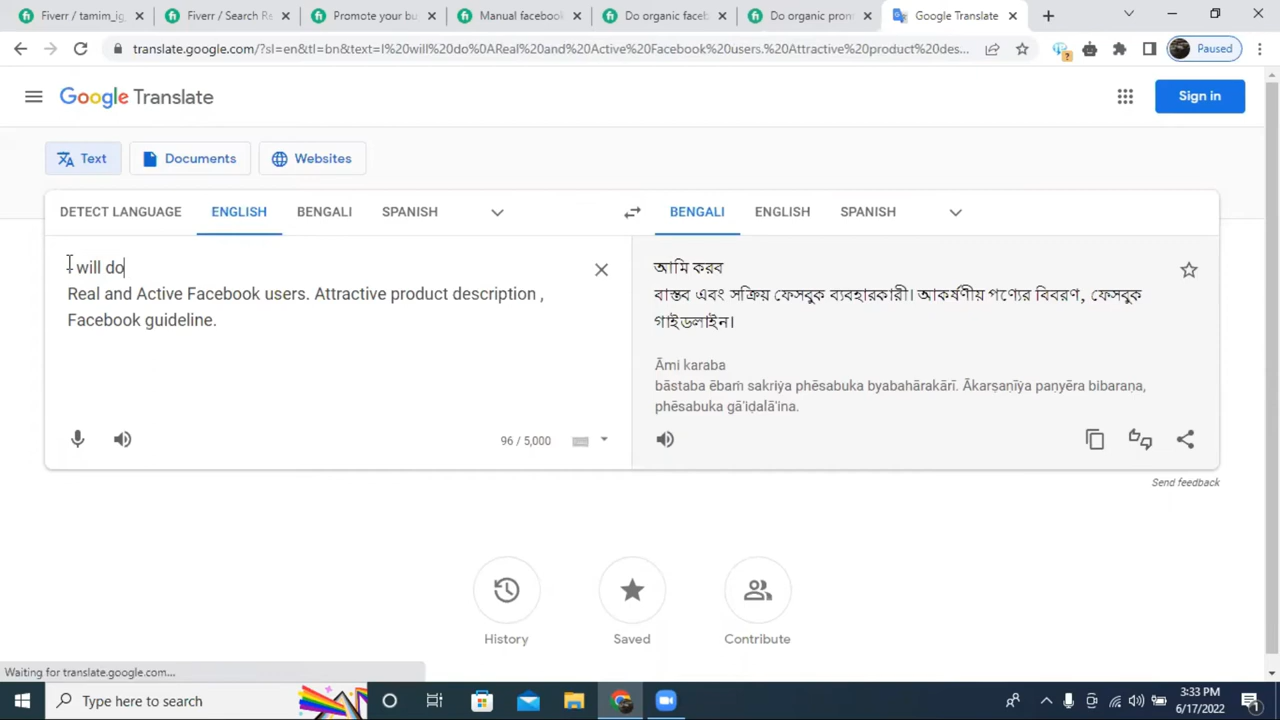 Fiverr / tamim_ig
Fiverr / Search Re
Promote your bu
Manual facebook
Do organic faceb
Do organic pron
Google Translate
translate.google.com/?sl=en&tl=bn&text=I%20will%20do%0AReal%20and%20Active%20Facebook%20users.%20Attractive%20product%20des...
Paused
Google Translate
Sign in
Text
Documents
Websites
DETECT LANGUAGE
ENGLISH
BENGALI
SPANISH
BENGALI
ENGLISH
SPANISH
I will do
Real and Active Facebook users. Attractive product description ,
Facebook guideline.
96 / 5,000
আমি করব
বাস্তব এবং সক্রিয় ফেসবুক ব্যবহারকারী। আকর্ষণীয় পণ্যের বিবরণ, ফেসবুক
গাইডলাইন।
Āmi karaba
bāstaba ēbaṁ sakriẏa phēsabuka byabahārakārī. Ākarṣaṇīẏa paṇyēra bibaraṇa,
phēsabuka gā'iḍalā'ina.
Send feedback
History
Saved
Contribute
Waiting for translate.google.com...
Type here to search
3:33 PM
6/17/2022
1